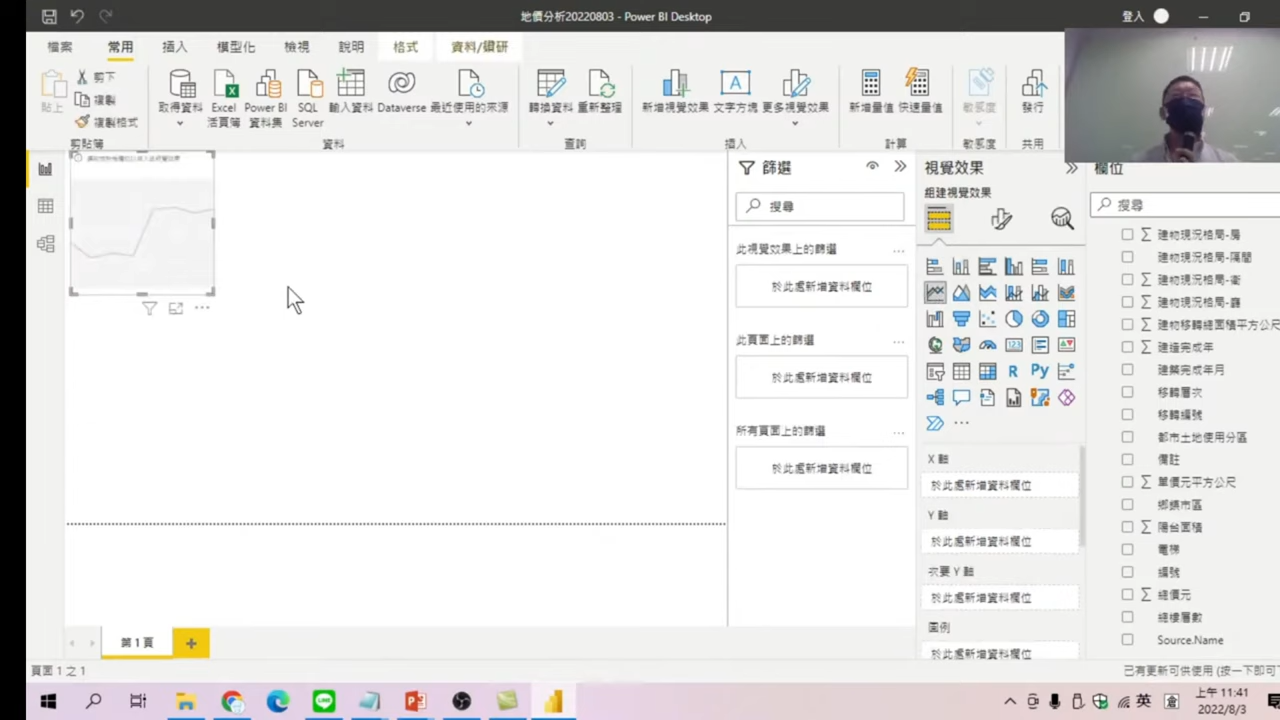 地價分析20220803 - Power BI Desktop
登入
檔案 常用 插入 模型化 檢視 說明 格式 資料/鑽研
貼上
剪下
複製
複製格式
剪貼簿
取得資料
Excel 活頁簿
Power BI 資料集
SQL Server
輸入資料
Dataverse
最近使用的來源
資料
轉換資料
重新整理
查詢
新增視覺效果
文字方塊
更多視覺效果
插入
新增量值
快速量值
計算
敏感度
敏感度
發行
共用
篩選
搜尋
此視覺效果上的篩選
於此處新增資料欄位
此頁面上的篩選
於此處新增資料欄位
所有頁面上的篩選
於此處新增資料欄位
視覺效果
組建視覺效果
R
Py
123
X 軸
於此處新增資料欄位
Y 軸
於此處新增資料欄位
次要 Y 軸
於此處新增資料欄位
圖例
於此處新增資料欄位
欄位
搜尋
建物現況格局-房
建物現況格局-隔間
建物現況格局-衛
建物現況格局-廳
建物移轉總面積平方公尺
建造完成年
建築完成年月
移轉層次
移轉編號
都市土地使用分區
備註
單價元平方公尺
鄉鎮市區
陽台面積
電梯
編號
總價元
總樓層數
Source.Name
第 1 頁
頁面 1 之 1
已有更新可供使用 (按一下即可
英
上午 11:41
2022/8/3